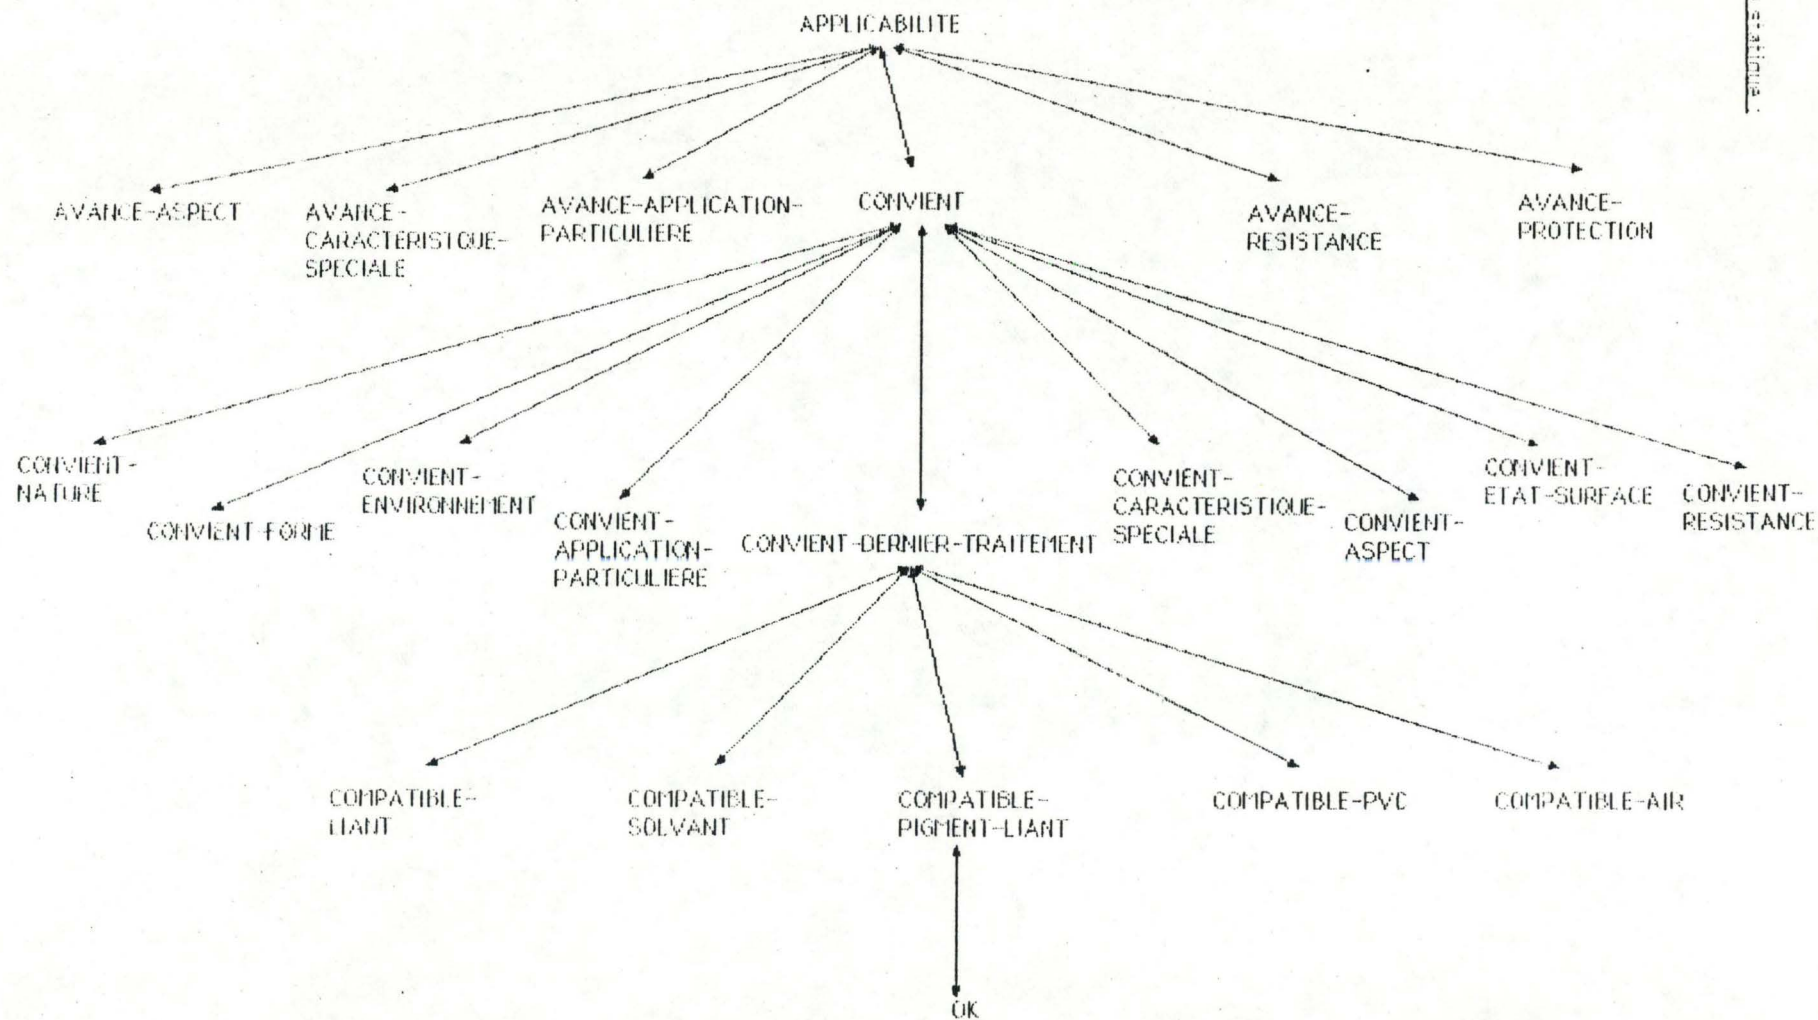 APPLICABILITE
statique.
AVANCE-ASPECT
AVANCE-
CARACTERISTQUE-
SPECIALE
AVANCE-APPLICATION-
PARTICULIERE
CONVIENT
AVANCE-
RESISTANCE
AVANCE-
PROTECTION
CONVIENT-
NATURE
CONVIENT-FORME
CONVIENT-
ENVIRONNEMENT
CONVIENT-
APPLICATION-
PARTICULIERE
CONVIENT-DERNIER-TRAITEMENT
CONVIENT-
CARACTERISTIQUE-
SPECIALE
CONVIENT-
ASPECT
CONVIENT-
ETAT-SURFACE
CONVIENT-
RESISTANCE
COMPATIBLE-
LIANT
COMPATIBLE-
SOLVANT
COMPATIBLE-
PIGMENT-LIANT
COMPATIBLE-PVC
COMPATIBLE-AIR
OK